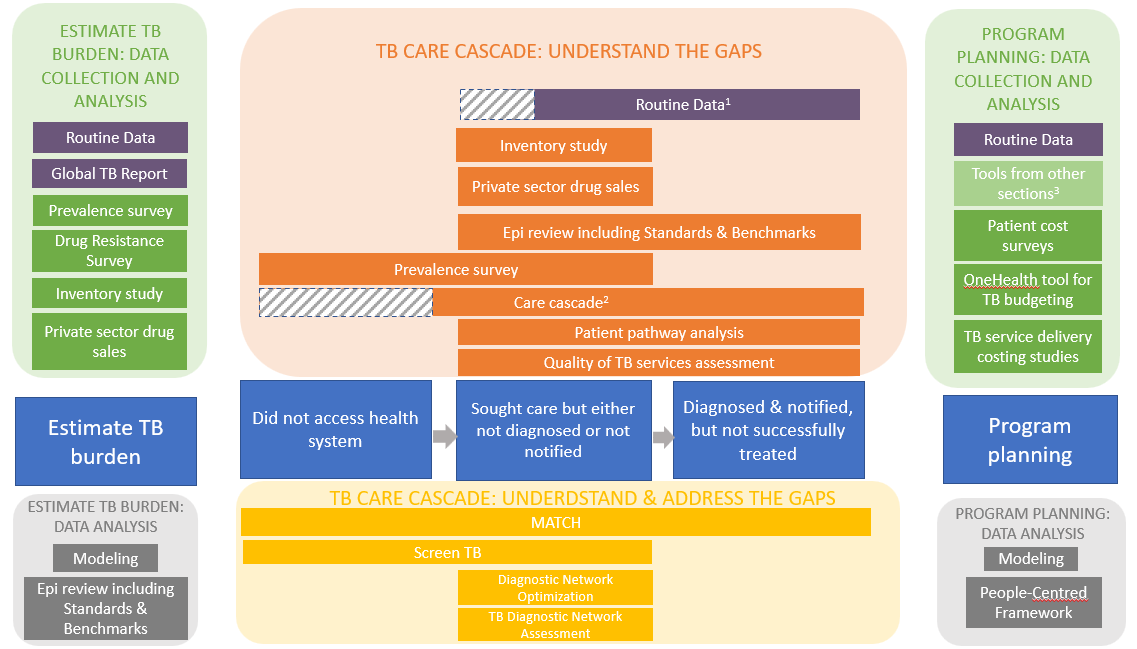 ESTIMATE TB
BURDEN: DATA
COLLECTION AND
ANALYSIS
Routine Data
Global TB Report
Prevalence survey
Drug Resistance
Survey
Inventory study
Private sector drug
sales
Estimate TB
burden
ESTIMATE TB BURDEN:
DATA ANALYSIS
Modeling
Epi review including
Standards &
Benchmarks
TB CARE CASCADE: UNDERSTAND THE GAPS
Routine Data¹
Inventory study
Private sector drug sales
Epi review including Standards & Benchmarks
Prevalence survey
Care cascade²
Patient pathway analysis
Quality of TB services assessment
Did not access health
system
Sought care but either
not diagnosed or not
notified
Diagnosed & notified,
but not successfully
treated
TB CARE CASCADE: UNDERDSTAND & ADDRESS THE GAPS
MATCH
Screen TB
Diagnostic Network
Optimization
TB Diagnostic Network
Assessment
PROGRAM
PLANNING: DATA
COLLECTION AND
ANALYSIS
Routine Data
Tools from other
sections³
Patient cost
surveys
OneHealth tool for
TB budgeting
TB service delivery
costing studies
Program
planning
PROGRAM PLANNING:
DATA ANALYSIS
Modeling
People-Centred
Framework